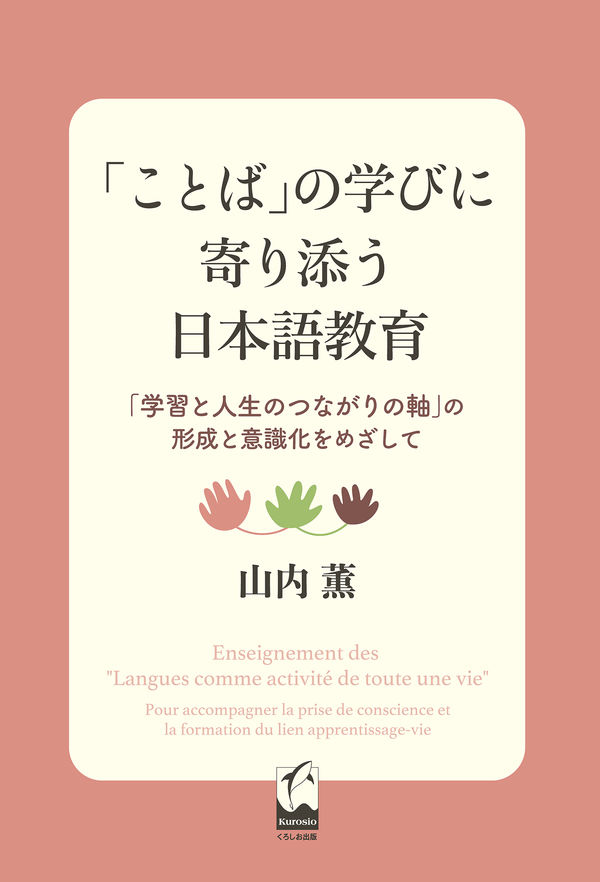 「ことば」の学びに
寄り添う
日本語教育
「学習と人生のつながりの軸」の
形成と意識化をめざして
山内 薫
Enseignement des
"Langues comme activité de toute une vie"
Pour accompagner la prise de conscience et
la formation du lien apprentissage-vie
Kurosio
くろしお出版